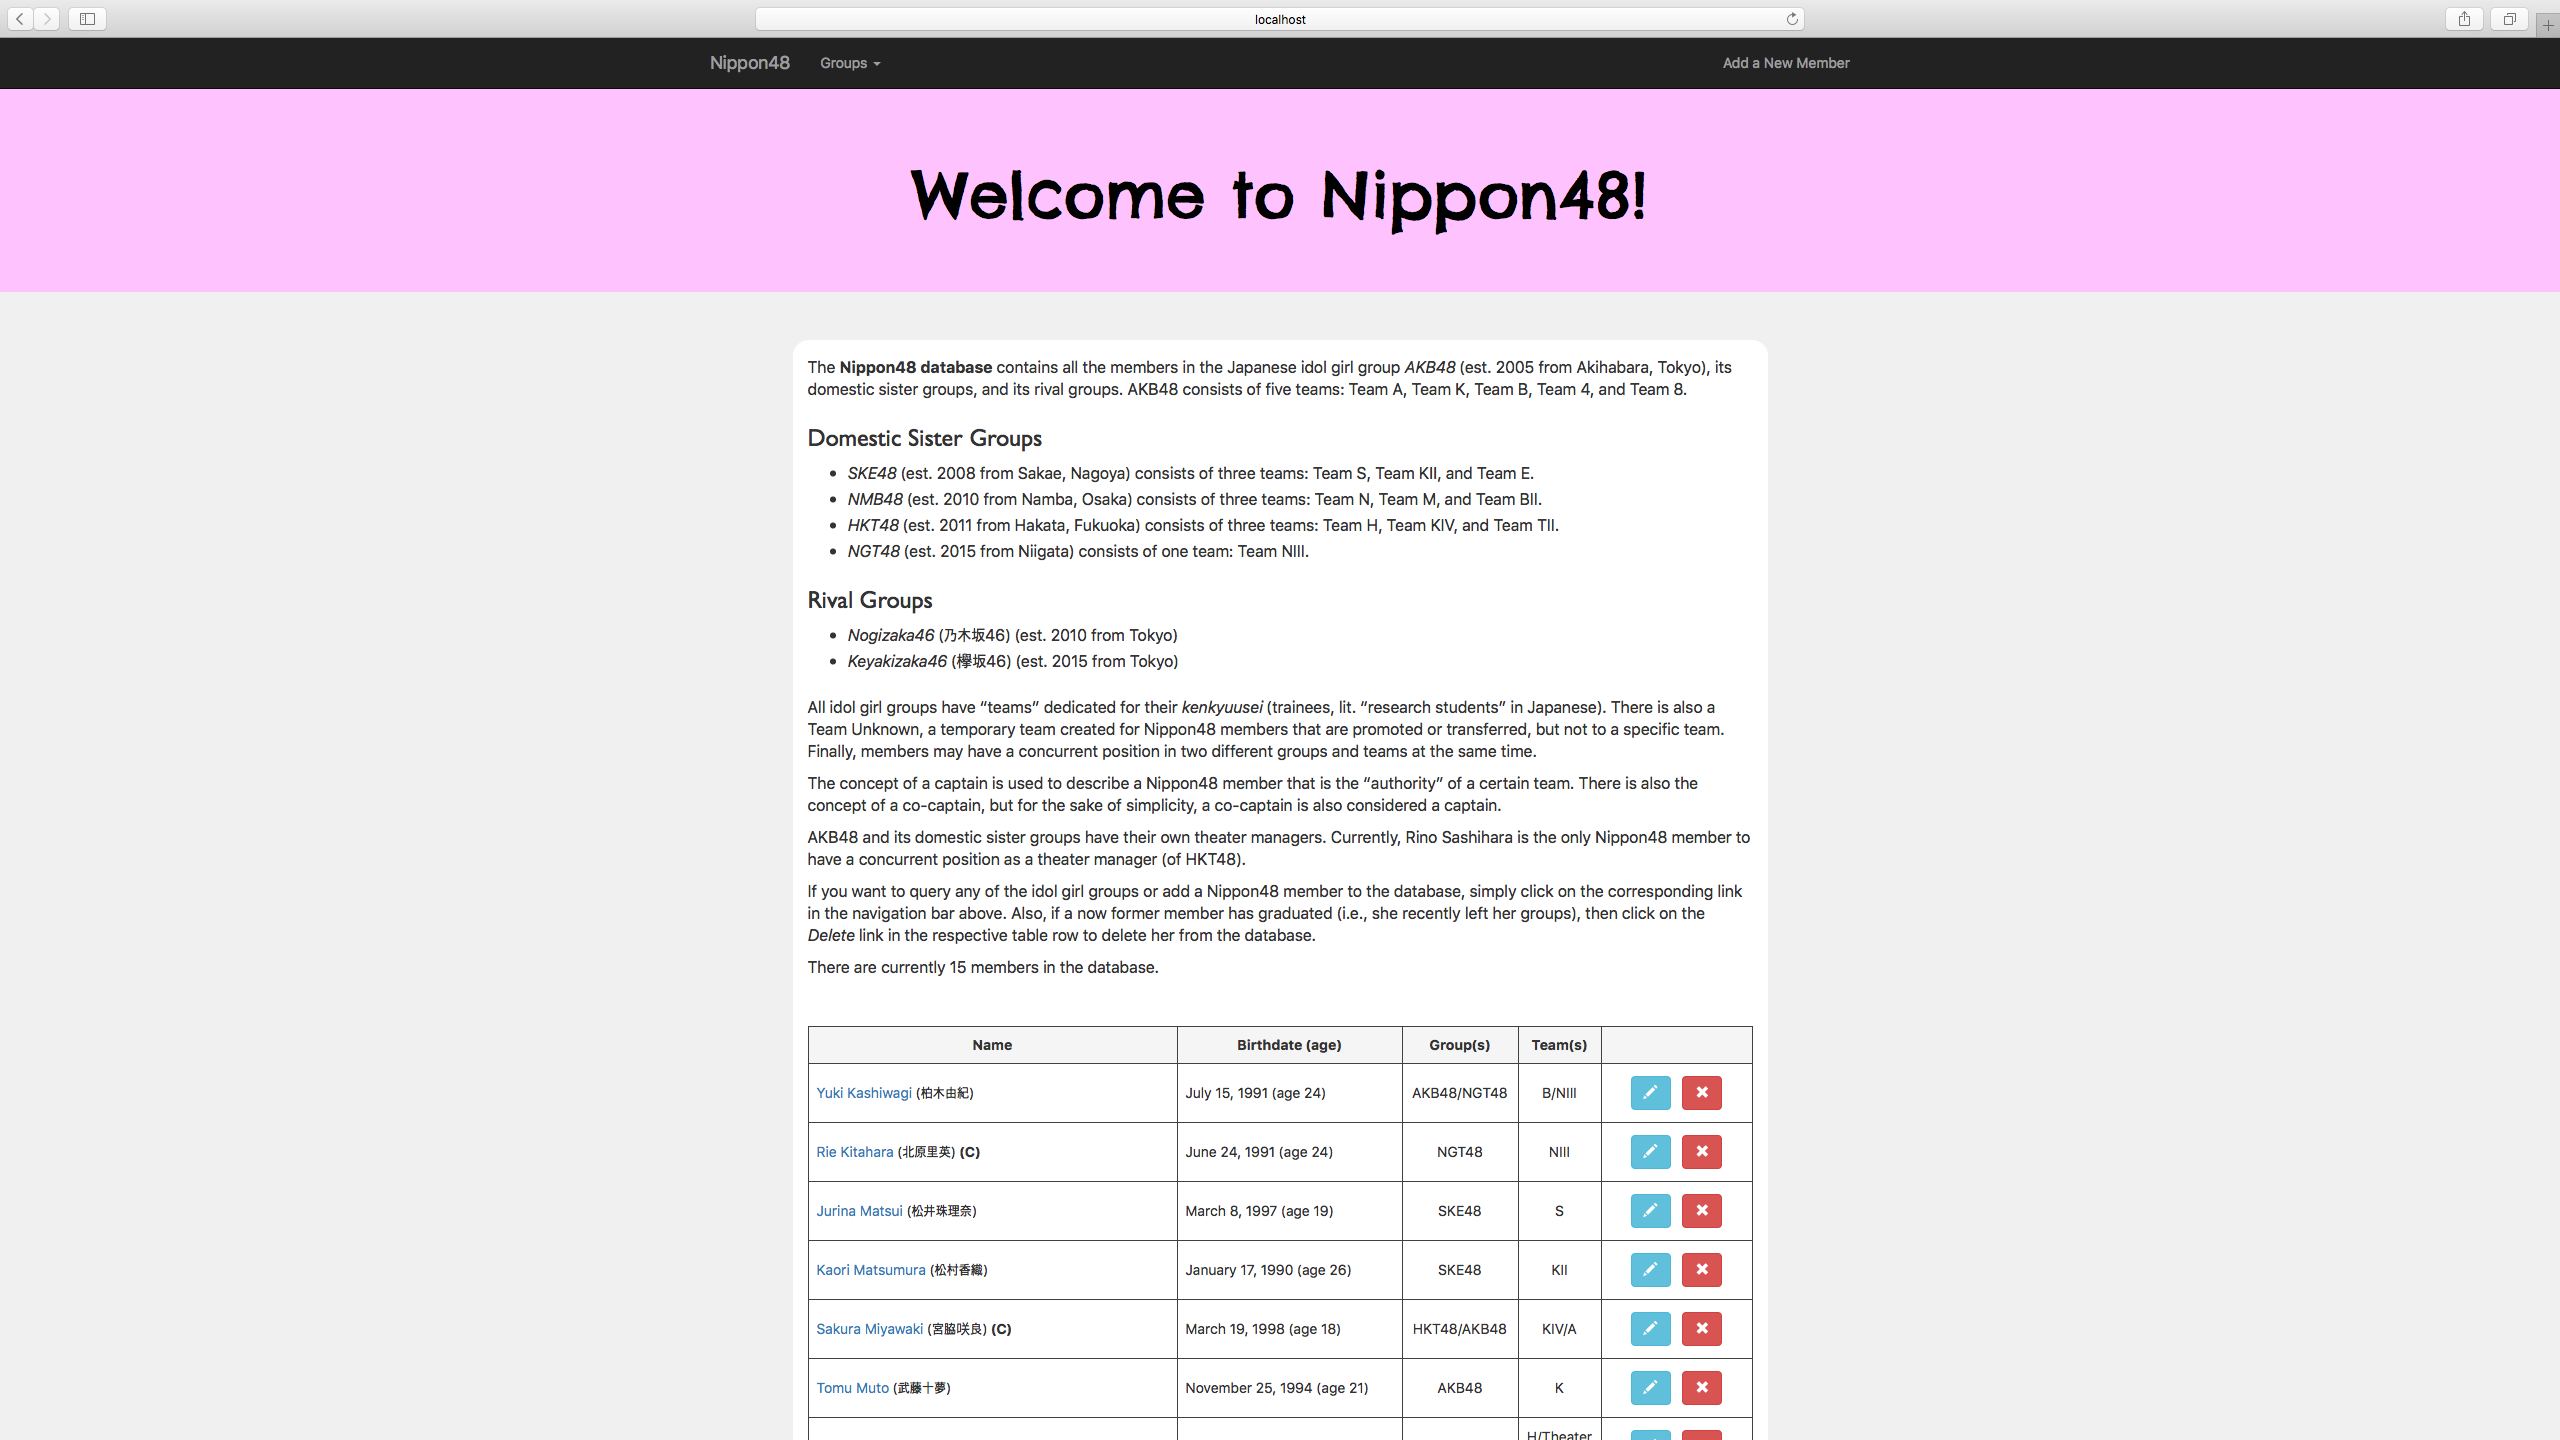 localhost
Nippon48 Groups Add a New Member
Welcome to Nippon48!
The Nippon48 database contains all the members in the Japanese idol girl group AKB48 (est. 2005 from Akihabara, Tokyo), its
domestic sister groups, and its rival groups. AKB48 consists of five teams: Team A, Team K, Team B, Team 4, and Team 8.
Domestic Sister Groups
• SKE48 (est. 2008 from Sakae, Nagoya) consists of three teams: Team S, Team KII, and Team E.
• NMB48 (est. 2010 from Namba, Osaka) consists of three teams: Team N, Team M, and Team BII.
• HKT48 (est. 2011 from Hakata, Fukuoka) consists of three teams: Team H, Team KIV, and Team TII.
• NGT48 (est. 2015 from Niigata) consists of one team: Team NIII.
Rival Groups
• Nogizaka46 (乃木坂46) (est. 2010 from Tokyo)
• Keyakizaka46 (欅坂46) (est. 2015 from Tokyo)
All idol girl groups have “teams” dedicated for their kenkyuusei (trainees, lit. “research students” in Japanese). There is also a
Team Unknown, a temporary team created for Nippon48 members that are promoted or transferred, but not to a specific team.
Finally, members may have a concurrent position in two different groups and teams at the same time.
The concept of a captain is used to describe a Nippon48 member that is the “authority” of a certain team. There is also the
concept of a co-captain, but for the sake of simplicity, a co-captain is also considered a captain.
AKB48 and its domestic sister groups have their own theater managers. Currently, Rino Sashihara is the only Nippon48 member to
have a concurrent position as a theater manager (of HKT48).
If you want to query any of the idol girl groups or add a Nippon48 member to the database, simply click on the corresponding link
in the navigation bar above. Also, if a now former member has graduated (i.e., she recently left her groups), then click on the
Delete link in the respective table row to delete her from the database.
There are currently 15 members in the database.
Name Birthdate (age) Group(s) Team(s)
Yuki Kashiwagi (柏木由紀) July 15, 1991 (age 24) AKB48/NGT48 B/NIII
Rie Kitahara (北原里英) (C) June 24, 1991 (age 24) NGT48 NIII
Jurina Matsui (松井珠理奈) March 8, 1997 (age 19) SKE48 S
Kaori Matsumura (松村香織) January 17, 1990 (age 26) SKE48 KII
Sakura Miyawaki (宮脇咲良) (C) March 19, 1998 (age 18) HKT48/AKB48 KIV/A
Tomu Muto (武藤十夢) November 25, 1994 (age 21) AKB48 K
H/Theater